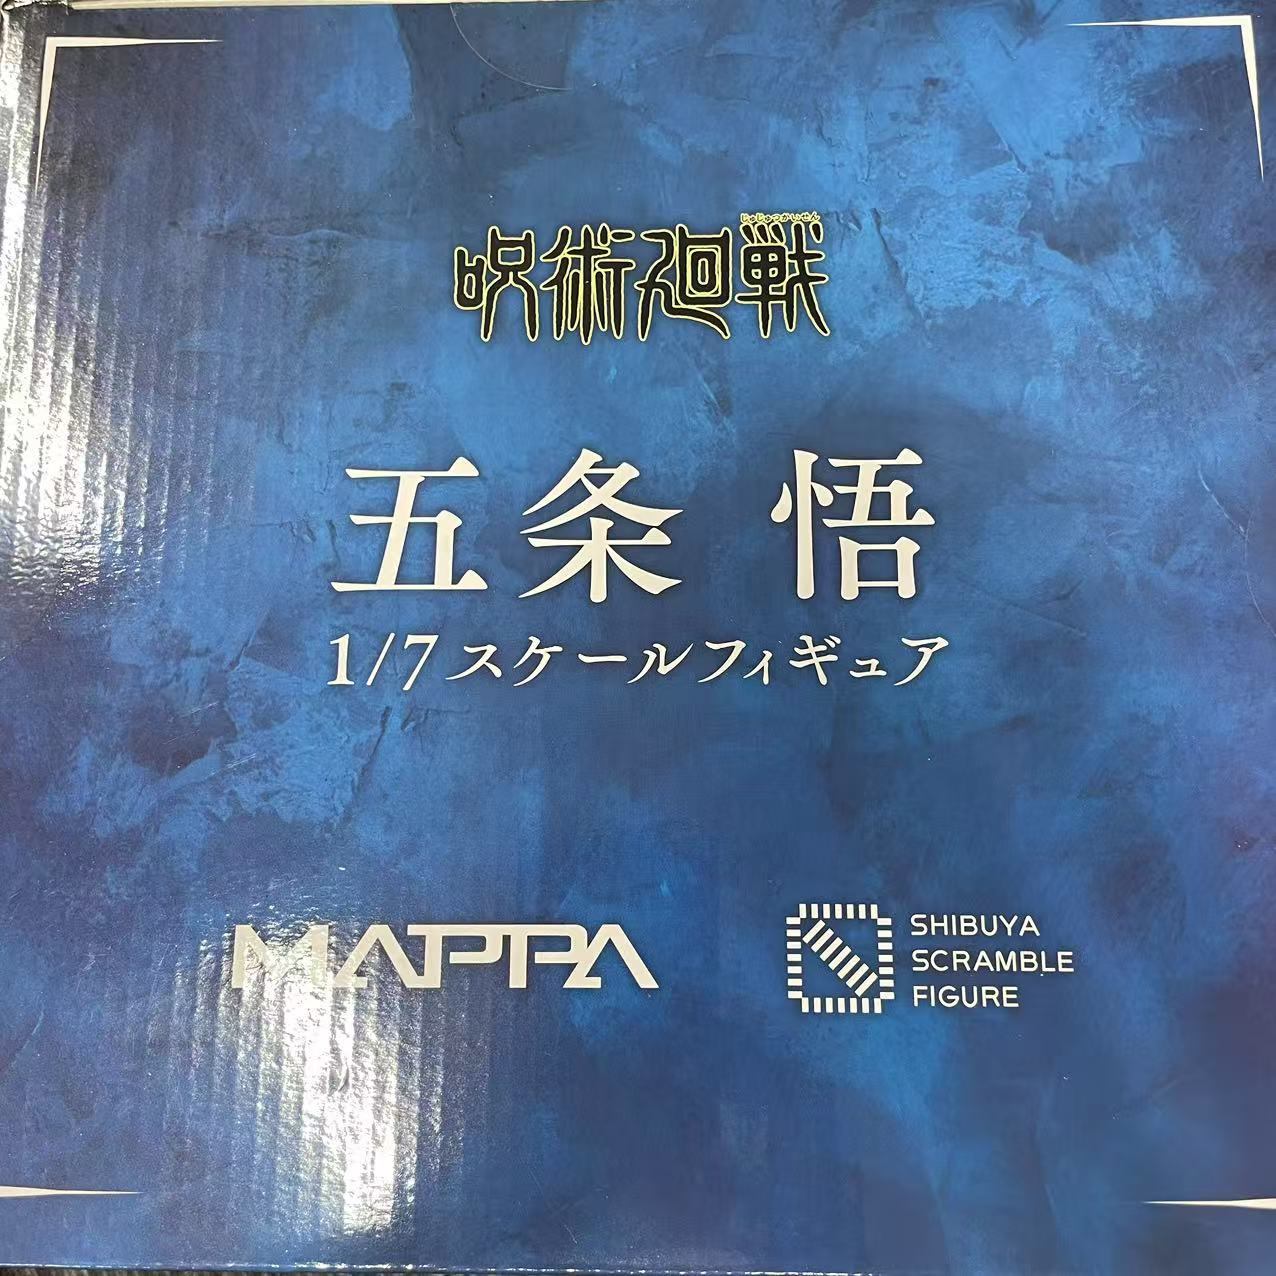 じゅじゅつかいせん
呪術廻戦
五条 悟
1/7スケールフィギュア
MAPPA
SHIBUYA
SCRAMBLE
FIGURE